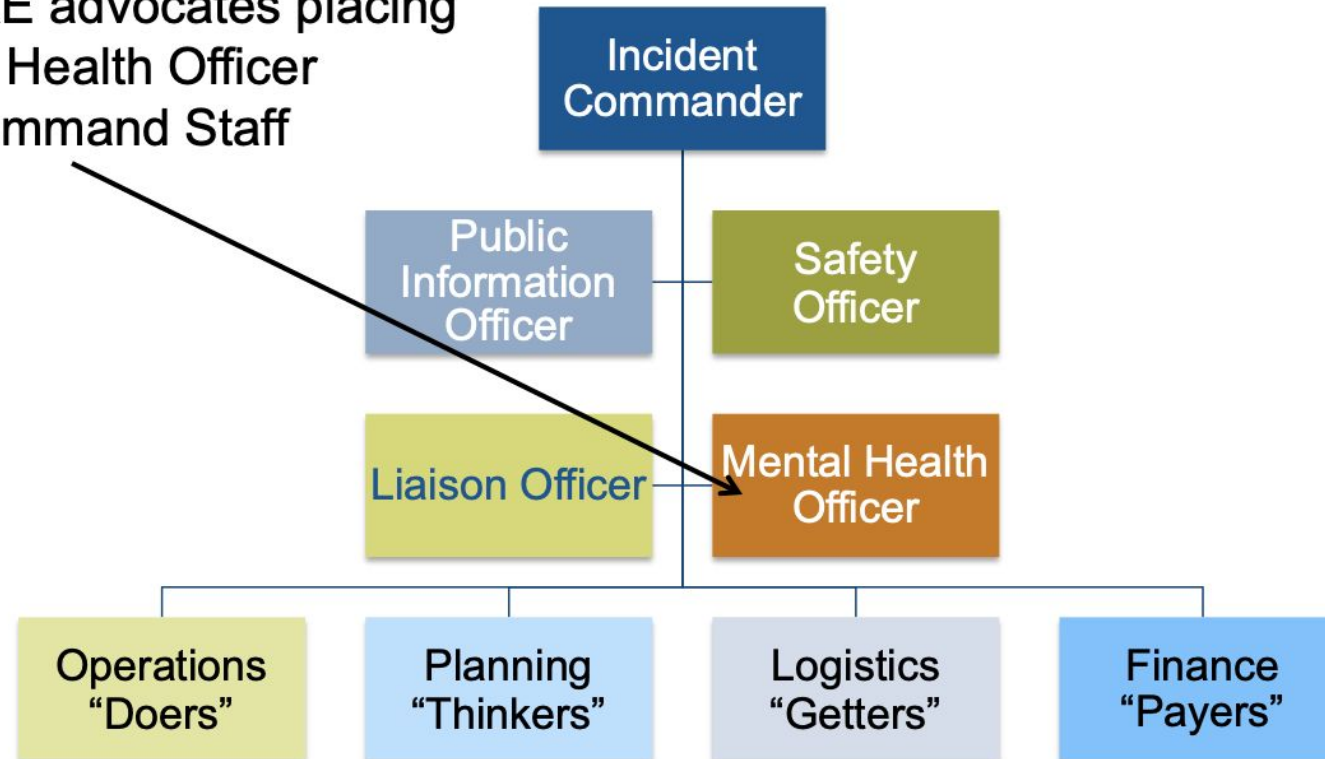 advocates placing
Health Officer
Command Staff
Incident
Commander
Public
Information
Officer
Safety
Officer
Liaison Officer
Mental Health
Officer
Operations
“Doers”
Planning
“Thinkers”
Logistics
“Getters”
Finance
“Payers”